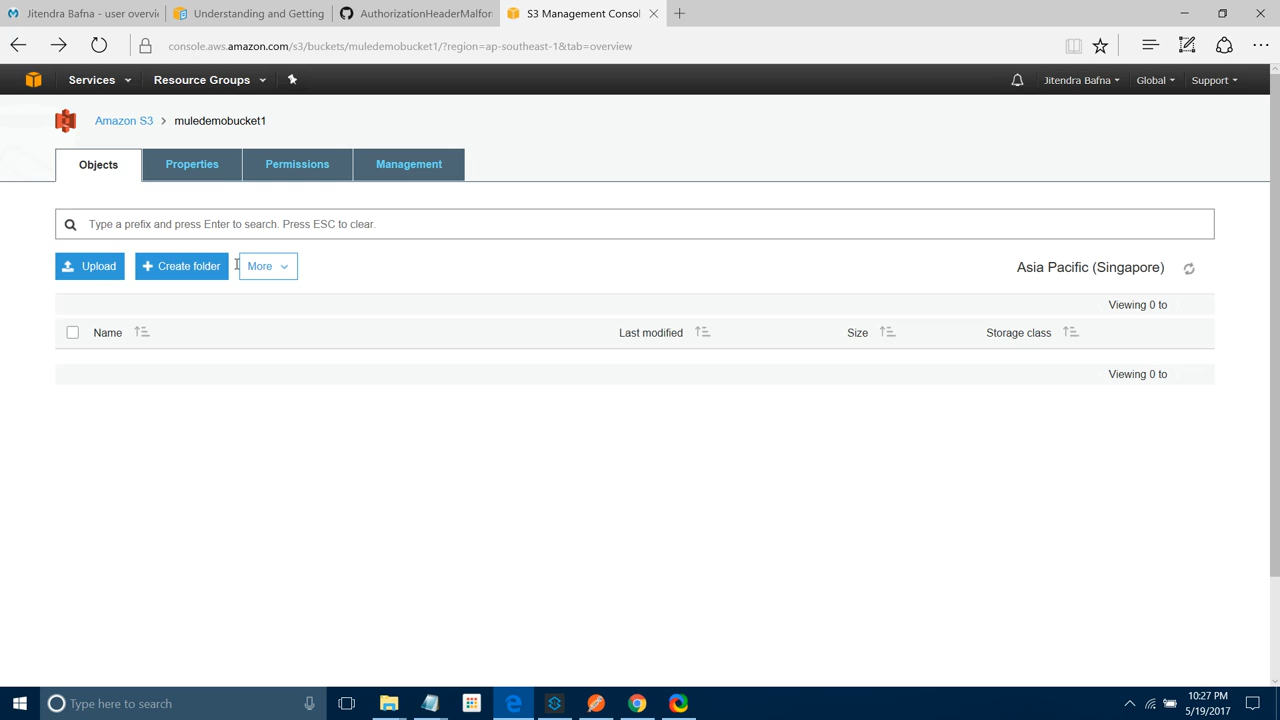 Jitendra Bafna - user overvi
Understanding and Getting
AuthorizationHeaderMalfor
S3 Management Consol
console.aws.amazon.com/s3/buckets/muledemobucket1/?region=ap-southeast-1&tab=overview
Services
Resource Groups
Jitendra Bafna
Global
Support
Amazon S3 > muledemobucket1
Objects
Properties
Permissions
Management
Type a prefix and press Enter to search. Press ESC to clear.
Upload
+ Create folder
More
Asia Pacific (Singapore)
Viewing 0 to
Name
Last modified
Size
Storage class
Viewing 0 to
Type here to search
10:27 PM
5/19/2017